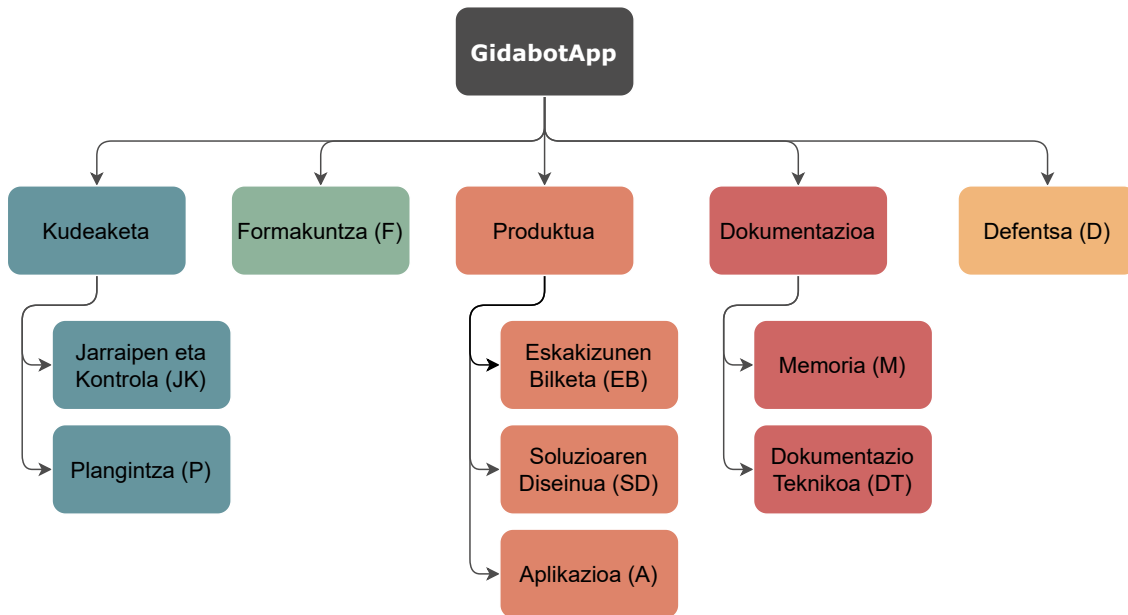 GidabotApp
Kudeaketa
Formakuntza (F)
Produktua
Dokumentazioa
Defentsa (D)
Jarraipen eta
Kontrola (JK)
Plangintza (P)
Eskakizunen
Bilketa (EB)
Soluzioaren
Diseinua (SD)
Aplikazioa (A)
Memoria (M)
Dokumentazio
Teknikoa (DT)